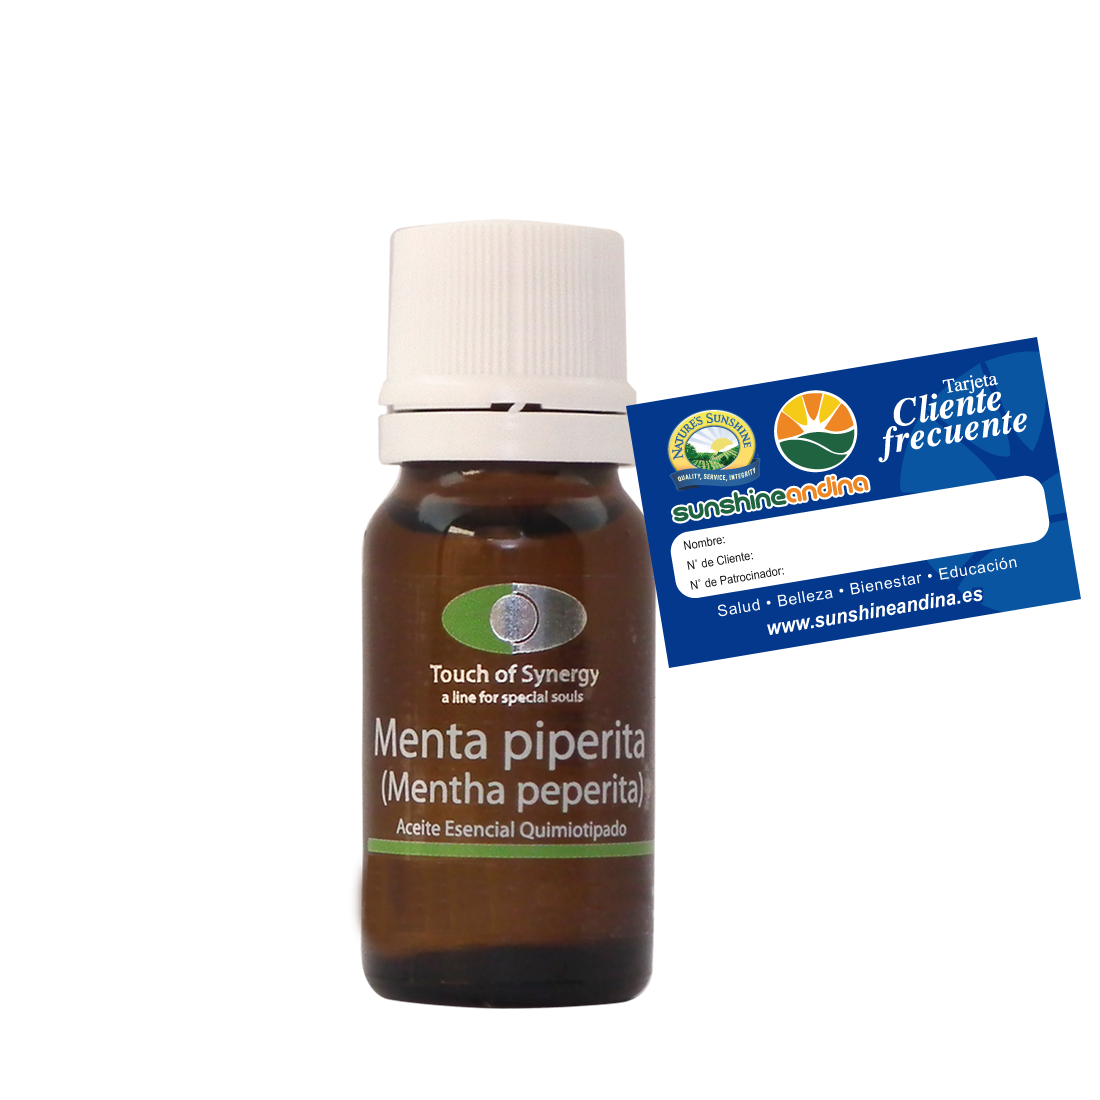 Touch of Synergy
a line for special souls
Menta piperita
(Mentha peperita)
Aceite Esencial Quimiotipado
NATURE'S SUNSHINE
QUALITY, SERVICE, INTEGRITY
sunshineandina
Tarjeta
Cliente
frecuente
Nombre:
N° de Cliente:
N° de Patrocinador:
Salud • Belleza • Bienestar • Educación
www.sunshineandina.es